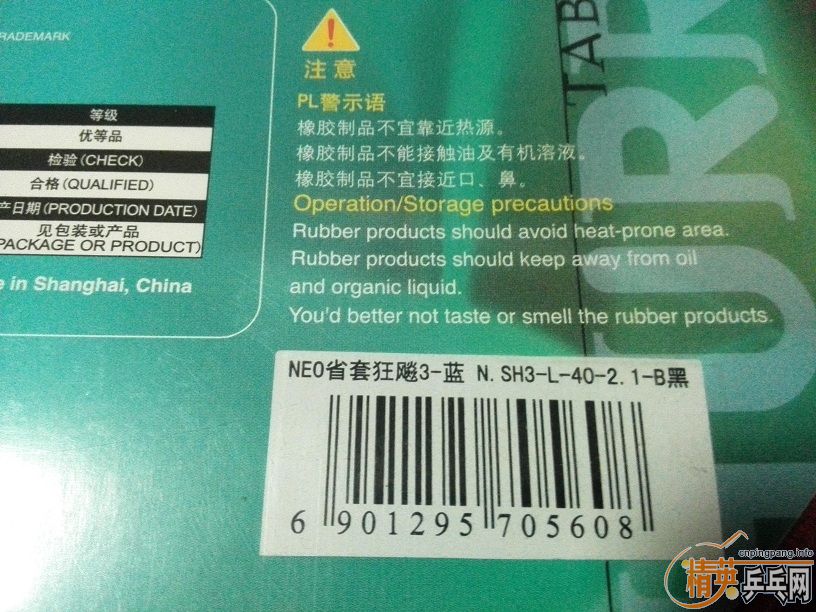 RADEMARK
等级
优等品
检验(CHECK)
合格(QUALIFIED)
产日期(PRODUCTION DATE)
见包装或产品
PACKAGE OR PRODUCT)
e in Shanghai, China
注意
PL警示语
橡胶制品不宜靠近热源。
橡胶制品不能接触油及有机溶液。
橡胶制品不宜接近口、鼻。
Operation/Storage precautions
Rubber products should avoid heat-prone area.
Rubber products should keep away from oil
and organic liquid.
You'd better not taste or smell the rubber products.
TAB
URR
NEO省套狂飚3-蓝 N.SH3-L-40-2.1-B黑
6 901295 705608
cnpingpang.info
精英乒乓网